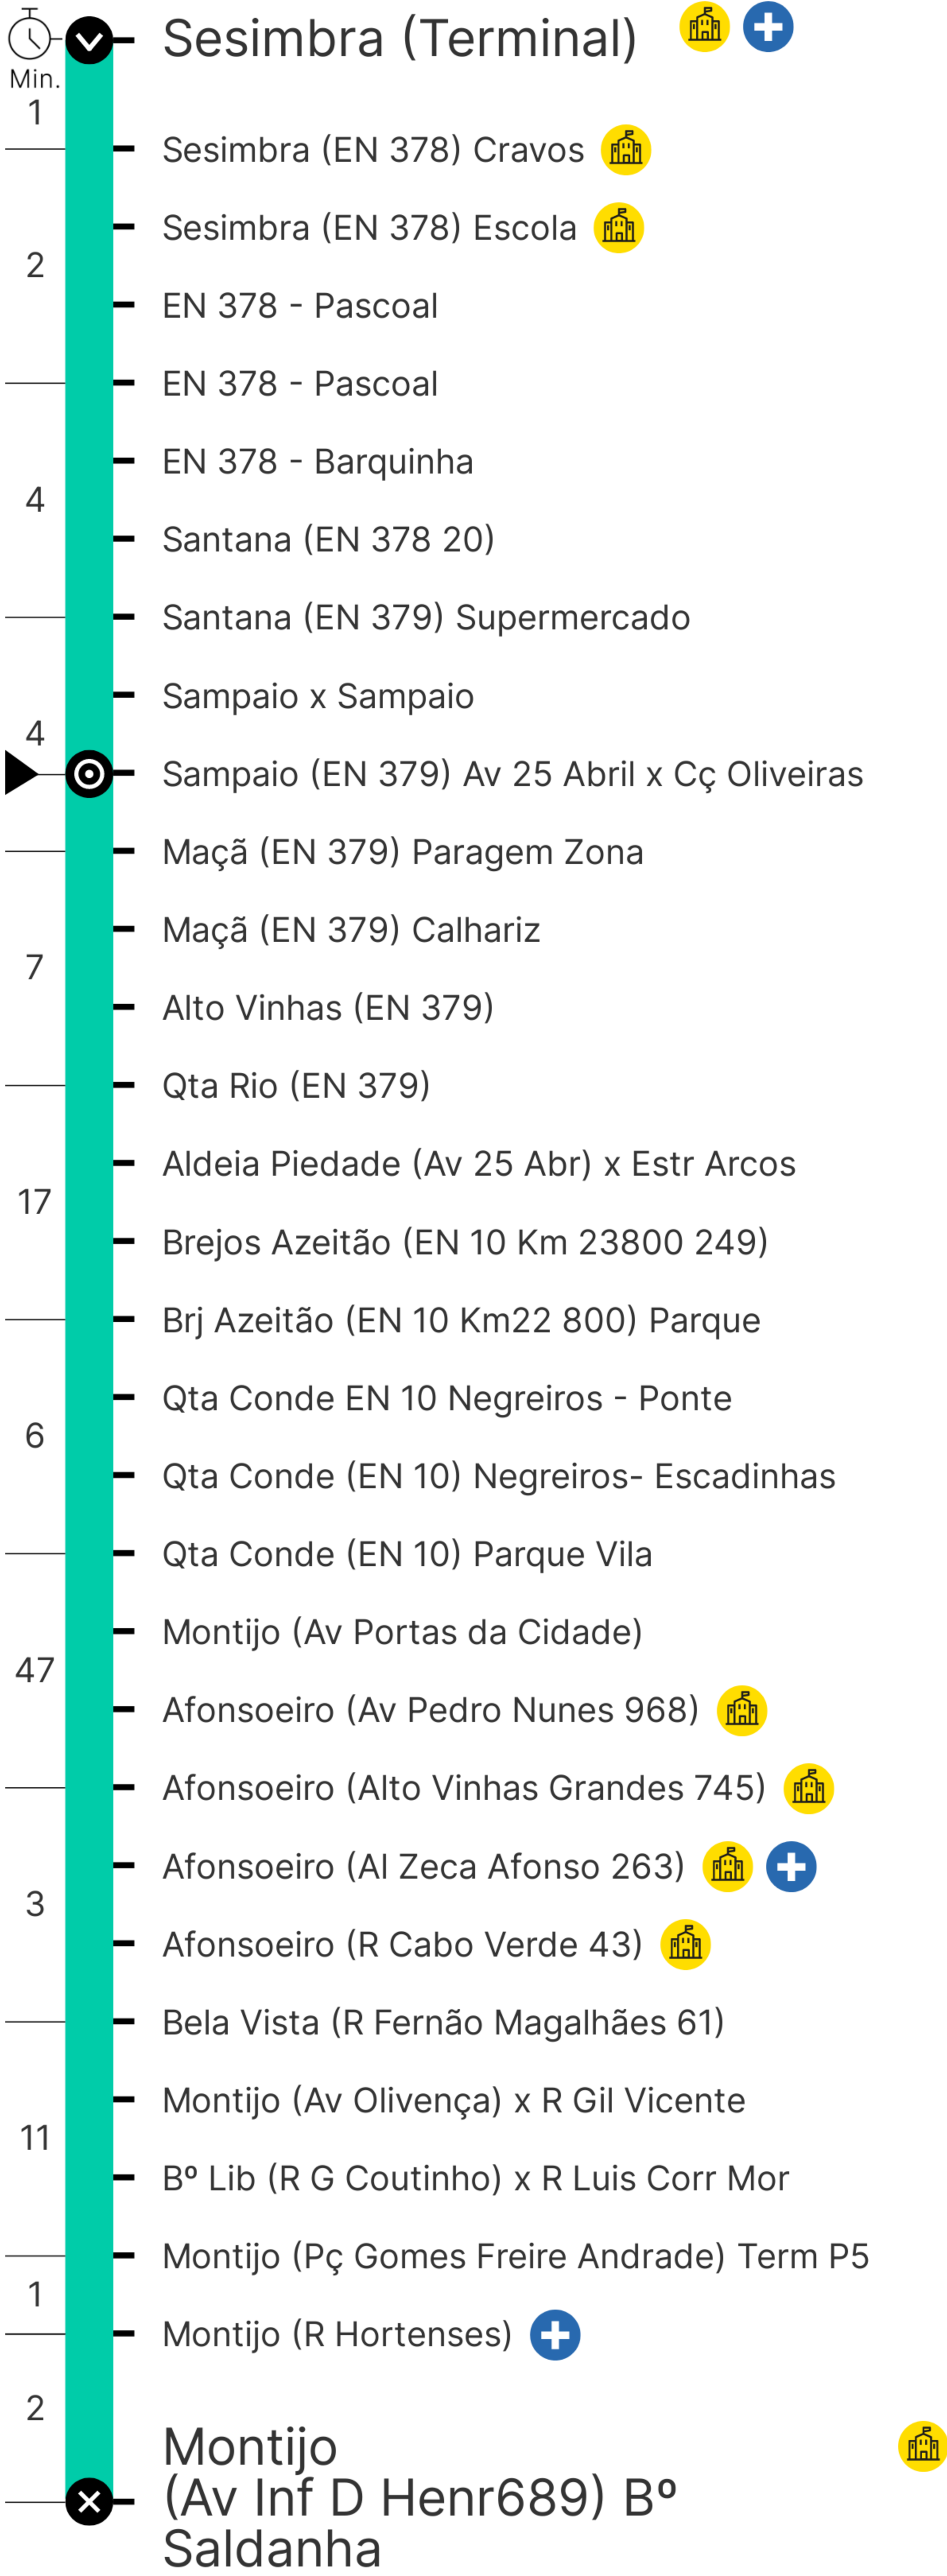 Sesimbra (Terminal)
Min.
1
Sesimbra (EN 378) Cravos
Sesimbra (EN 378) Escola
2
EN 378 - Pascoal
EN 378 - Pascoal
EN 378 - Barquinha
4
Santana (EN 378 20)
Santana (EN 379) Supermercado
Sampaio x Sampaio
4
Sampaio (EN 379) Av 25 Abril x Cç Oliveiras
Maçã (EN 379) Paragem Zona
Maçã (EN 379) Calhariz
7
Alto Vinhas (EN 379)
Qta Rio (EN 379)
Aldeia Piedade (Av 25 Abr) x Estr Arcos
17
Brejos Azeitão (EN 10 Km 23800 249)
Brj Azeitão (EN 10 Km22 800) Parque
Qta Conde EN 10 Negreiros - Ponte
6
Qta Conde (EN 10) Negreiros- Escadinhas
Qta Conde (EN 10) Parque Vila
Montijo (Av Portas da Cidade)
47
Afonsoeiro (Av Pedro Nunes 968)
Afonsoeiro (Alto Vinhas Grandes 745)
Afonsoeiro (Al Zeca Afonso 263)
3
Afonsoeiro (R Cabo Verde 43)
Bela Vista (R Fernão Magalhães 61)
Montijo (Av Olivença) x R Gil Vicente
11
Bº Lib (R G Coutinho) x R Luis Corr Mor
Montijo (Pç Gomes Freire Andrade) Term P5
1
Montijo (R Hortenses)
2
Montijo
(Av Inf D Henr689) Bº
Saldanha